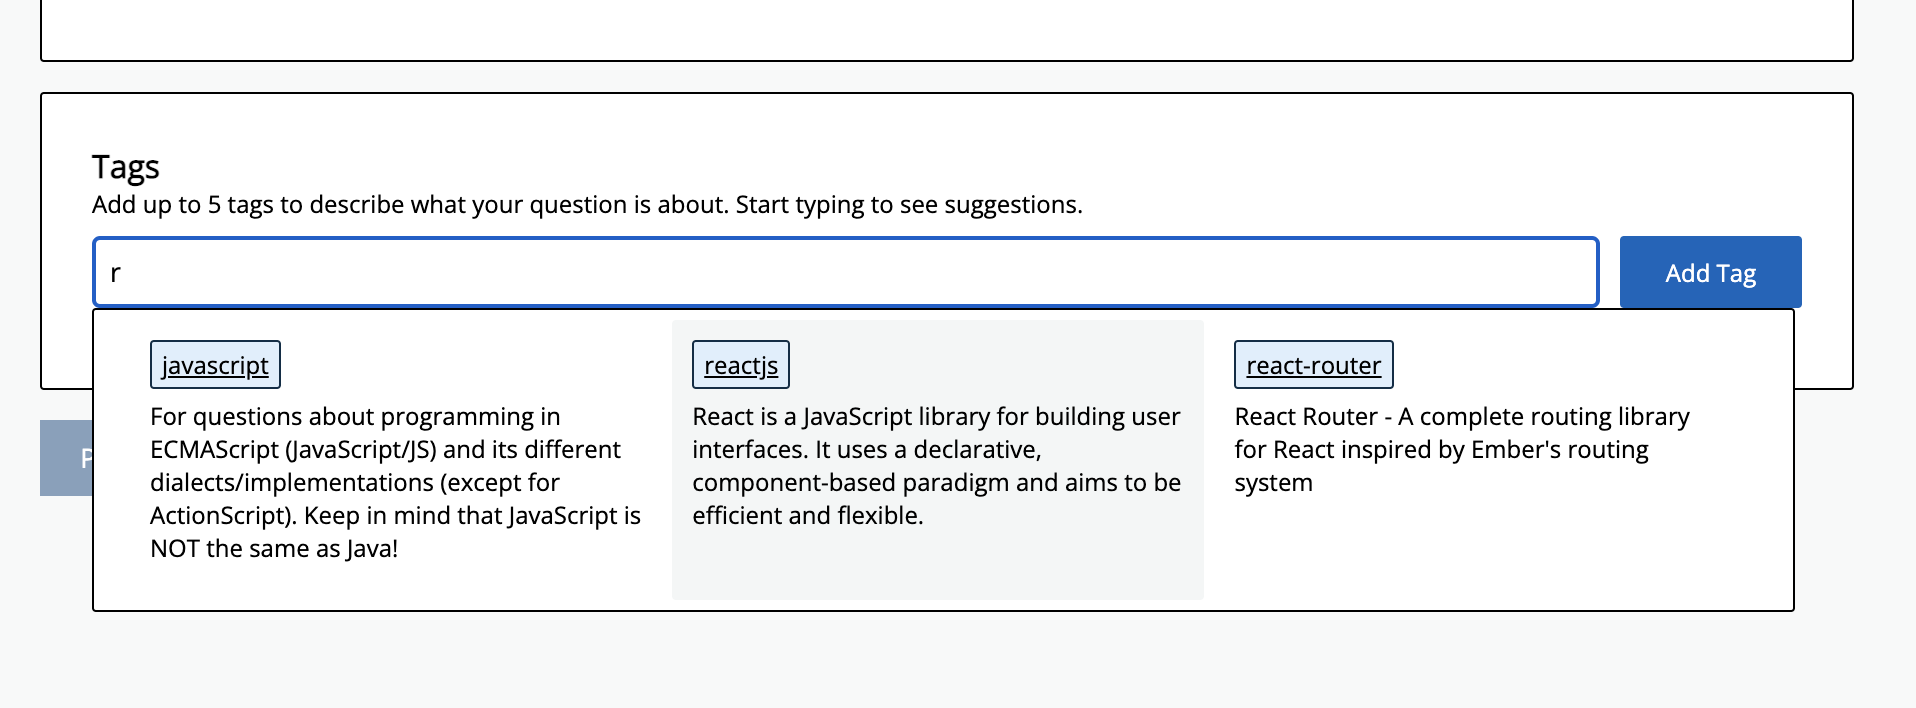 Tags
Add up to 5 tags to describe what your question is about. Start typing to see suggestions.
r
Add Tag
javascript
For questions about programming in
ECMAScript (JavaScript/JS) and its different
dialects/implementations (except for
ActionScript). Keep in mind that JavaScript is
NOT the same as Java!
reactjs
React is a JavaScript library for building user
interfaces. It uses a declarative,
component-based paradigm and aims to be
efficient and flexible.
react-router
React Router - A complete routing library
for React inspired by Ember's routing
system